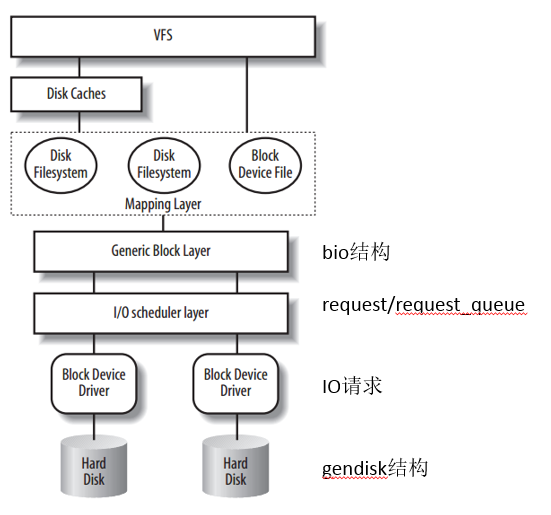 VFS
Disk Caches
Disk
Filesystem
Disk
Filesystem
Block
Device File
Mapping Layer
Generic Block Layer
bio结构
I/O scheduler layer
request/request_queue
Block Device
Driver
Block Device
Driver
IO请求
Hard
Disk
Hard
Disk
gendisk结构